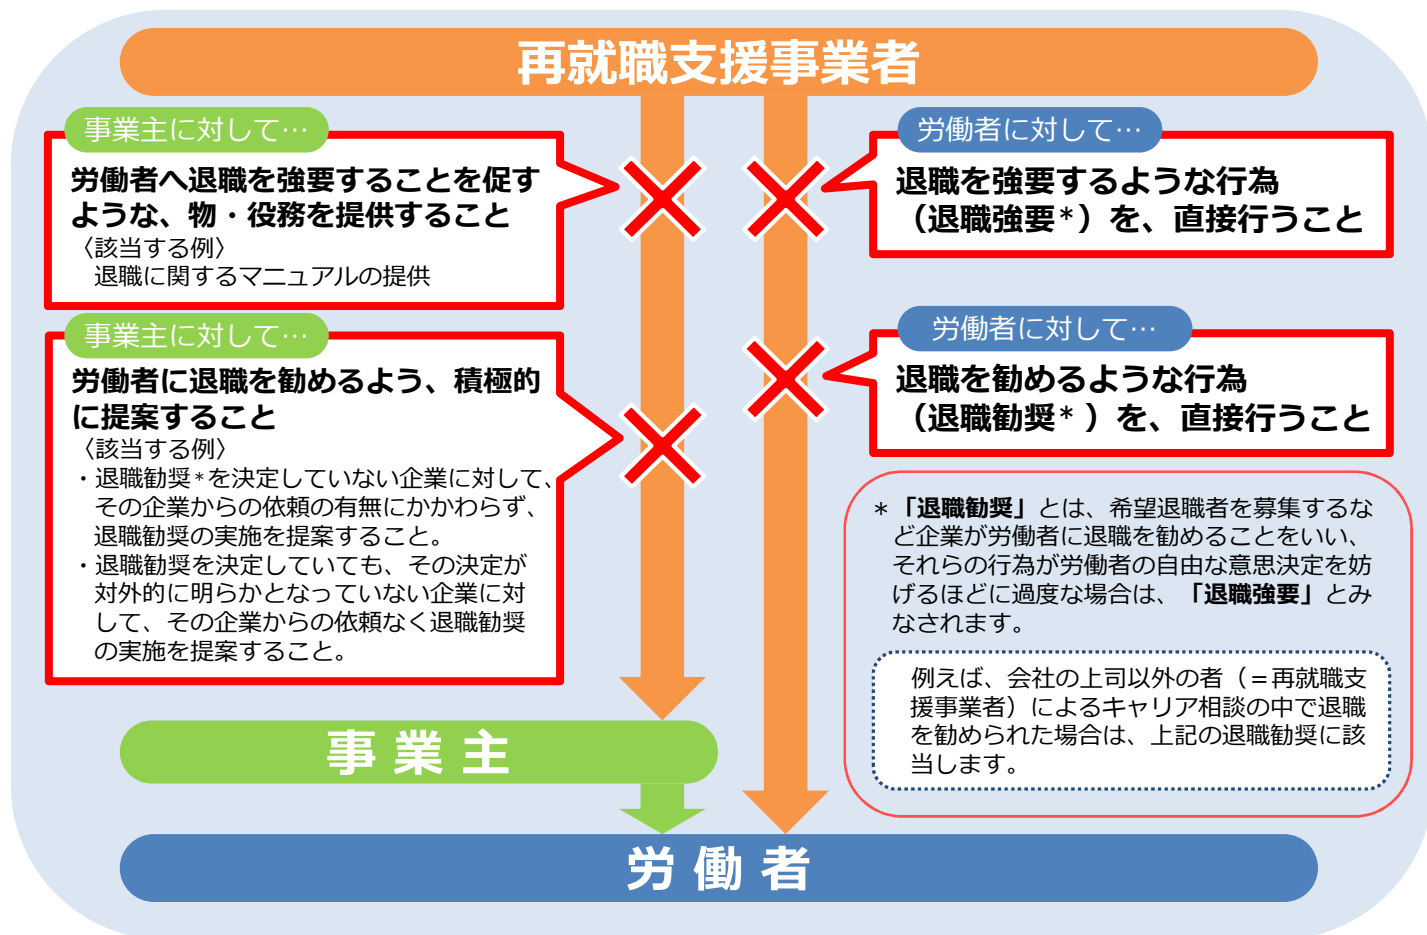 再就職支援事業者
事業主に対して…
労働者へ退職を強要することを促す
ような、物・役務を提供すること
〈該当する例〉
退職に関するマニュアルの提供
事業主に対して…
労働者に退職を勧めるよう、積極的
に提案すること
〈該当する例〉
・退職勧奨*を決定していない企業に対して、
その企業からの依頼の有無にかかわらず、
退職勧奨の実施を提案すること。
・退職勧奨を決定していても、その決定が
対外的に明らかとなっていない企業に対
して、その企業からの依頼なく退職勧奨
の実施を提案すること。
労働者に対して…
退職を強要するような行為
（退職強要*）を、直接行うこと
労働者に対して…
退職を勧めるような行為
（退職勧奨*）を、直接行うこと
*「退職勧奨」とは、希望退職者を募集するな
ど企業が労働者に退職を勧めることをいい、
それらの行為が労働者の自由な意思決定を妨
げるほどに過度な場合は、「退職強要」とみ
なされます。
例えば、会社の上司以外の者（＝再就職支
援事業者）によるキャリア相談の中で退職
を勧められた場合は、上記の退職勧奨に該
当します。
事業主
労働者